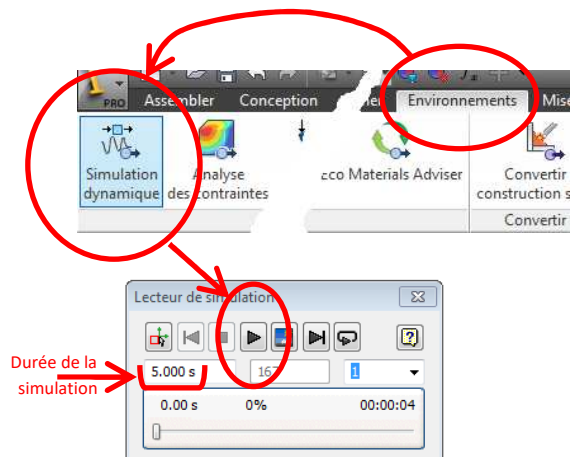 PRO Assembler Conception Environnements Mise
Simulation Analyse Eco Materials Adviser Convertir
dynamique des contraintes construction s
Convertir
Lecteur de simulation
Durée de la
simulation
5.000 s 167 1
0.00 s 0% 00:00:04